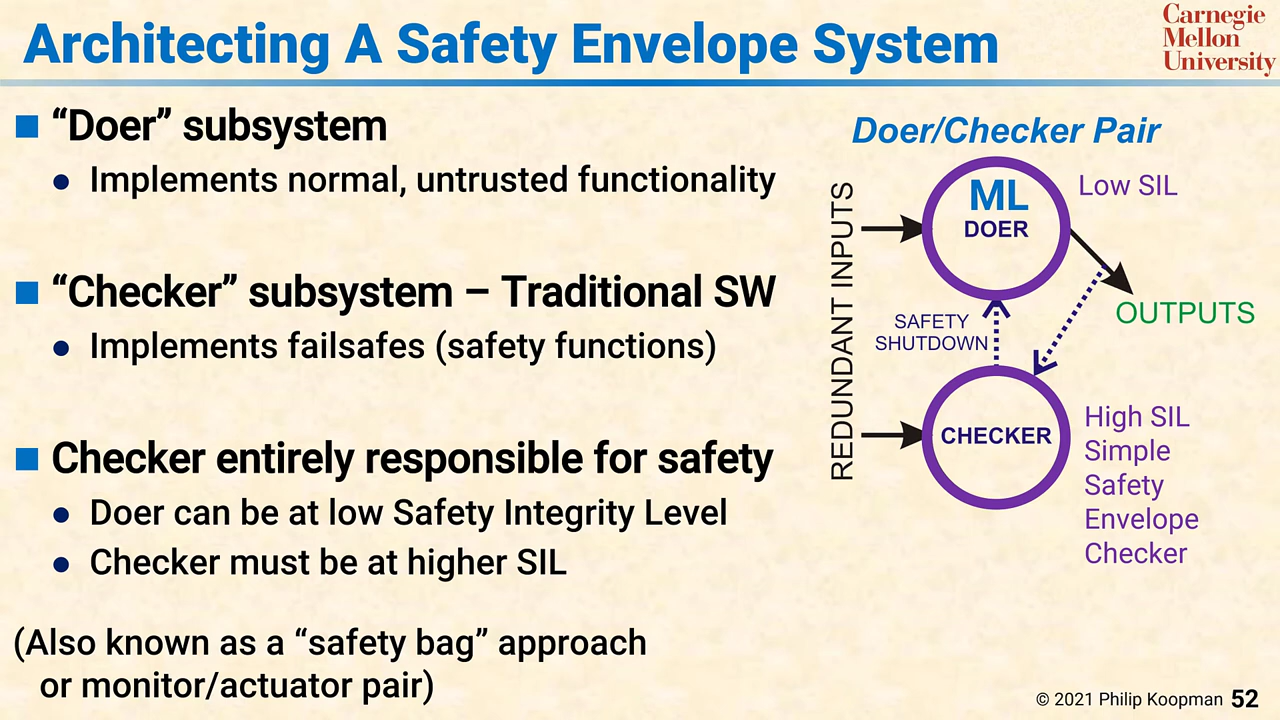 Architecting A Safety Envelope System
Carnegie
Mellon
University
“Doer” subsystem
Implements normal, untrusted functionality
“Checker” subsystem – Traditional SW
Implements failsafes (safety functions)
Checker entirely responsible for safety
Doer can be at low Safety Integrity Level
Checker must be at higher SIL
(Also known as a “safety bag” approach
or monitor/actuator pair)
Doer/Checker Pair
REDUNDANT INPUTS
ML
DOER
Low SIL
OUTPUTS
SAFETY
SHUTDOWN
CHECKER
High SIL
Simple
Safety
Envelope
Checker
© 2021 Philip Koopman 52